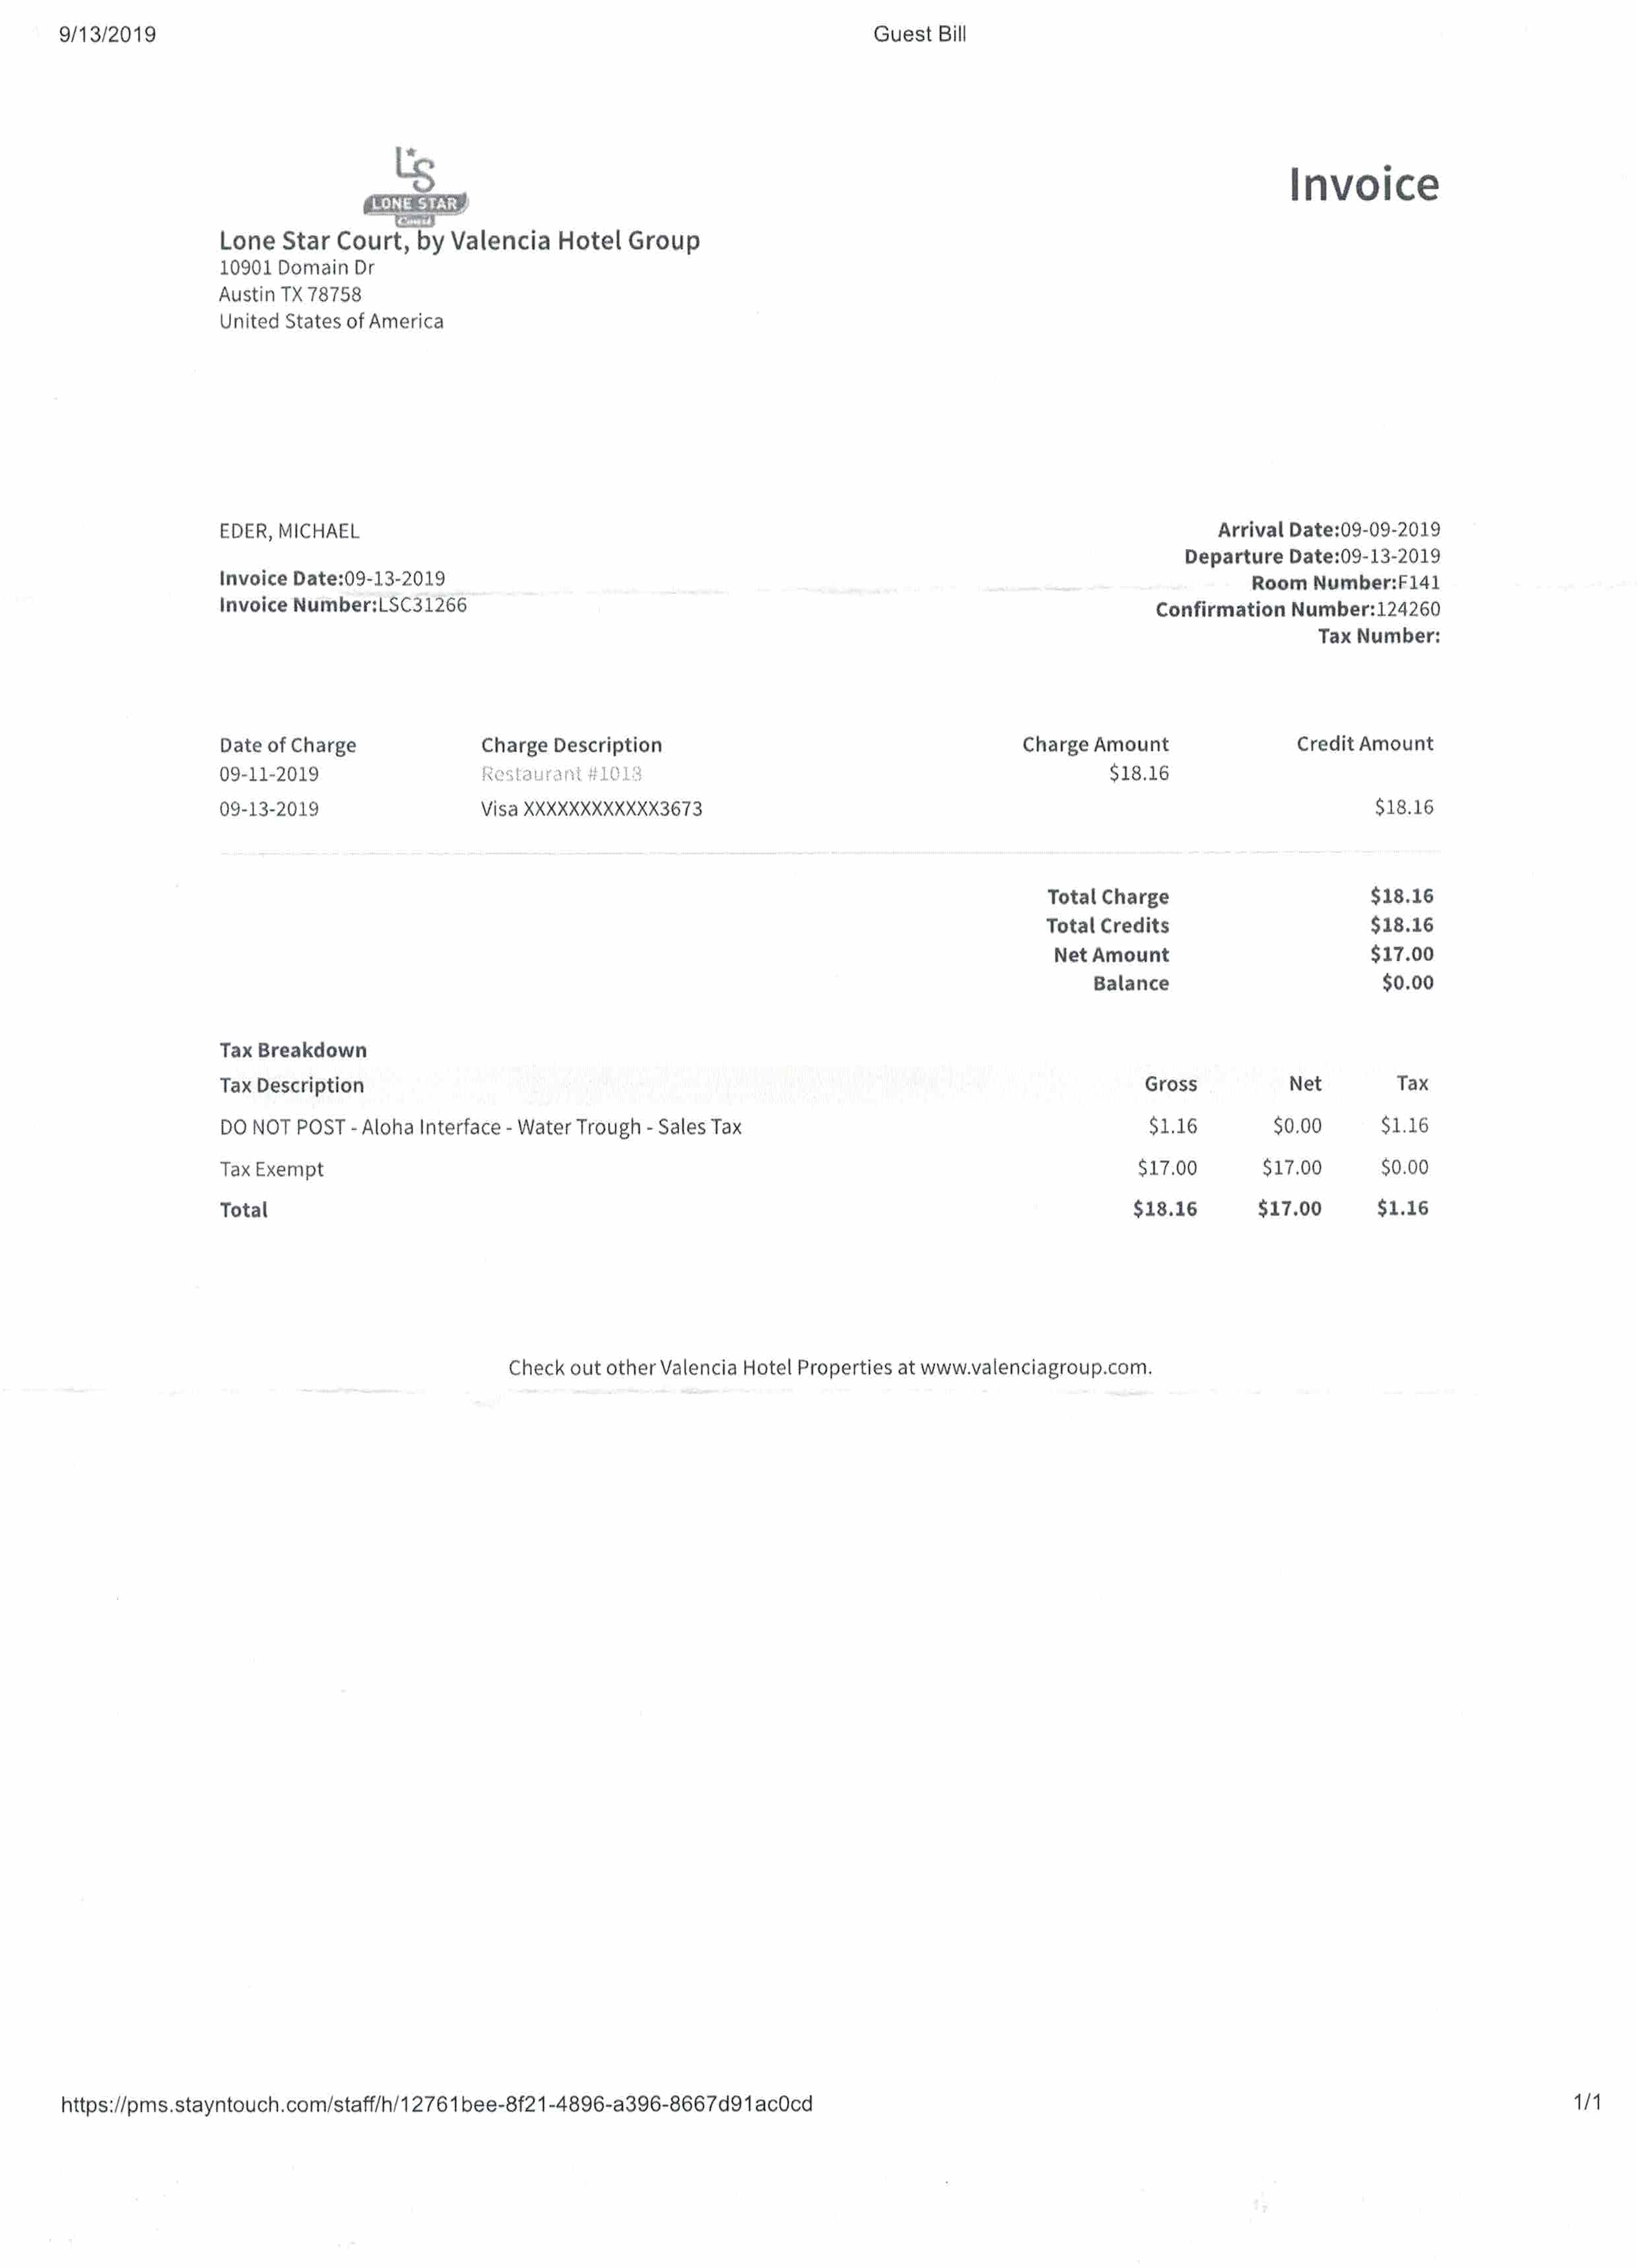 9/13/2019 Guest Bill
LS
LONE STAR
Court
Invoice
Lone Star Court, by Valencia Hotel Group
10901 Domain Dr
Austin TX 78758
United States of America
EDER, MICHAEL
Invoice Date:09-13-2019
Invoice Number:LSC31266
Arrival Date:09-09-2019
Departure Date:09-13-2019
Room Number:F141
Confirmation Number:124260
Tax Number:
Date of Charge Charge Description Charge Amount Credit Amount
09-11-2019 Restaurant #1013 $18.16
09-13-2019 Visa XXXXXXXXXXXX3673 $18.16
Total Charge $18.16
Total Credits $18.16
Net Amount $17.00
Balance $0.00
Tax Breakdown
Tax Description Gross Net Tax
DO NOT POST - Aloha Interface - Water Trough - Sales Tax $1.16 $0.00 $1.16
Tax Exempt $17.00 $17.00 $0.00
Total $18.16 $17.00 $1.16
Check out other Valencia Hotel Properties at www.valenciagroup.com.
https://pms.stayntouch.com/staff/h/12761bee-8f21-4896-a396-8667d91ac0cd 1/1